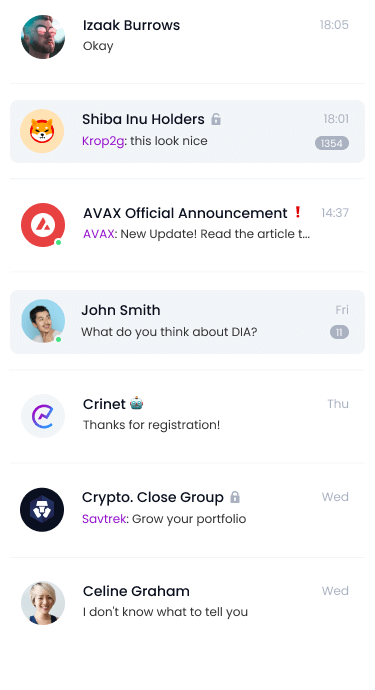 Izaak Burrows 18:05
Okay
Shiba Inu Holders 18:01
Krop2g: this look nice 1354
AVAX Official Announcement ! 14:37
AVAX: New Update! Read the article t...
John Smith Fri
What do you think about DIA? 11
Crinet Thu
Thanks for registration!
Crypto. Close Group Wed
Savtrek: Grow your portfolio
Celine Graham Wed
I don't know what to tell you